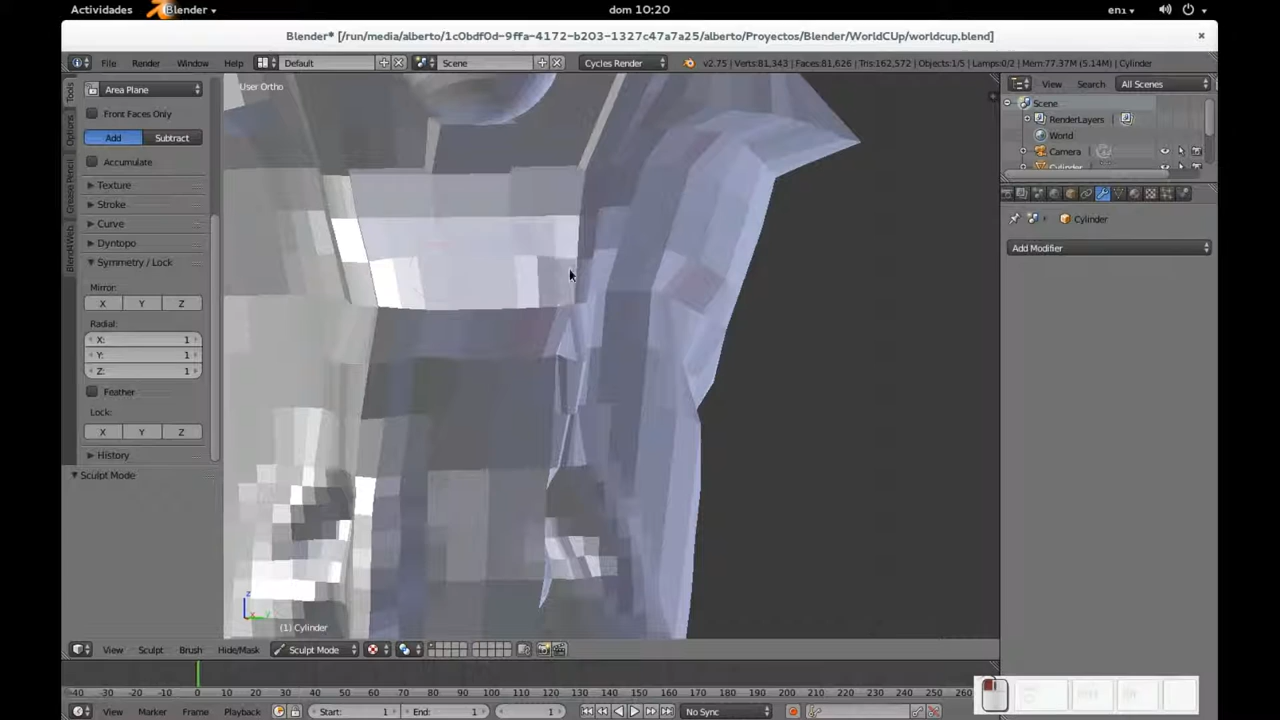 Actividades Blender dom 10:20 en1
Blender* [/run/media/alberto/1c0bdf0d-9ffa-4172-b203-1327c47a7a25/alberto/Proyectos/Blender/WorldCUp/worldcup.blend]
File Render Window Help Default Scene Cycles Render v2.75 | Verts:81,343 | Faces:81,626 | Tris:162,572 | Objects:1/5 | Lamps:0/2 | Mem:77.37M (5.14M) | Cylinder
User Ortho
View Search All Scenes
Scene
RenderLayers
World
Camera
Cylinder
Cylinder
Add Modifier
Tools
Options
Grease Pencil
Blend4Web
Area Plane
Front Faces Only
Add Subtract
Accumulate
Texture
Stroke
Curve
Dyntopo
Symmetry / Lock
Mirror:
X Y Z
Radial:
X: 1
Y: 1
Z: 1
Feather
Lock:
X Y Z
History
Sculpt Mode
z
(1) Cylinder
View Sculpt Brush Hide/Mask Sculpt Mode
-40 -30 -20 -10 0 10 20 30 40 50 60 70 80 90 100 110 120 130 140 150 160 170 180 190 200 210 220 230 240 250 260
View Marker Frame Playback Start: 1 End: 1 1 No Sync